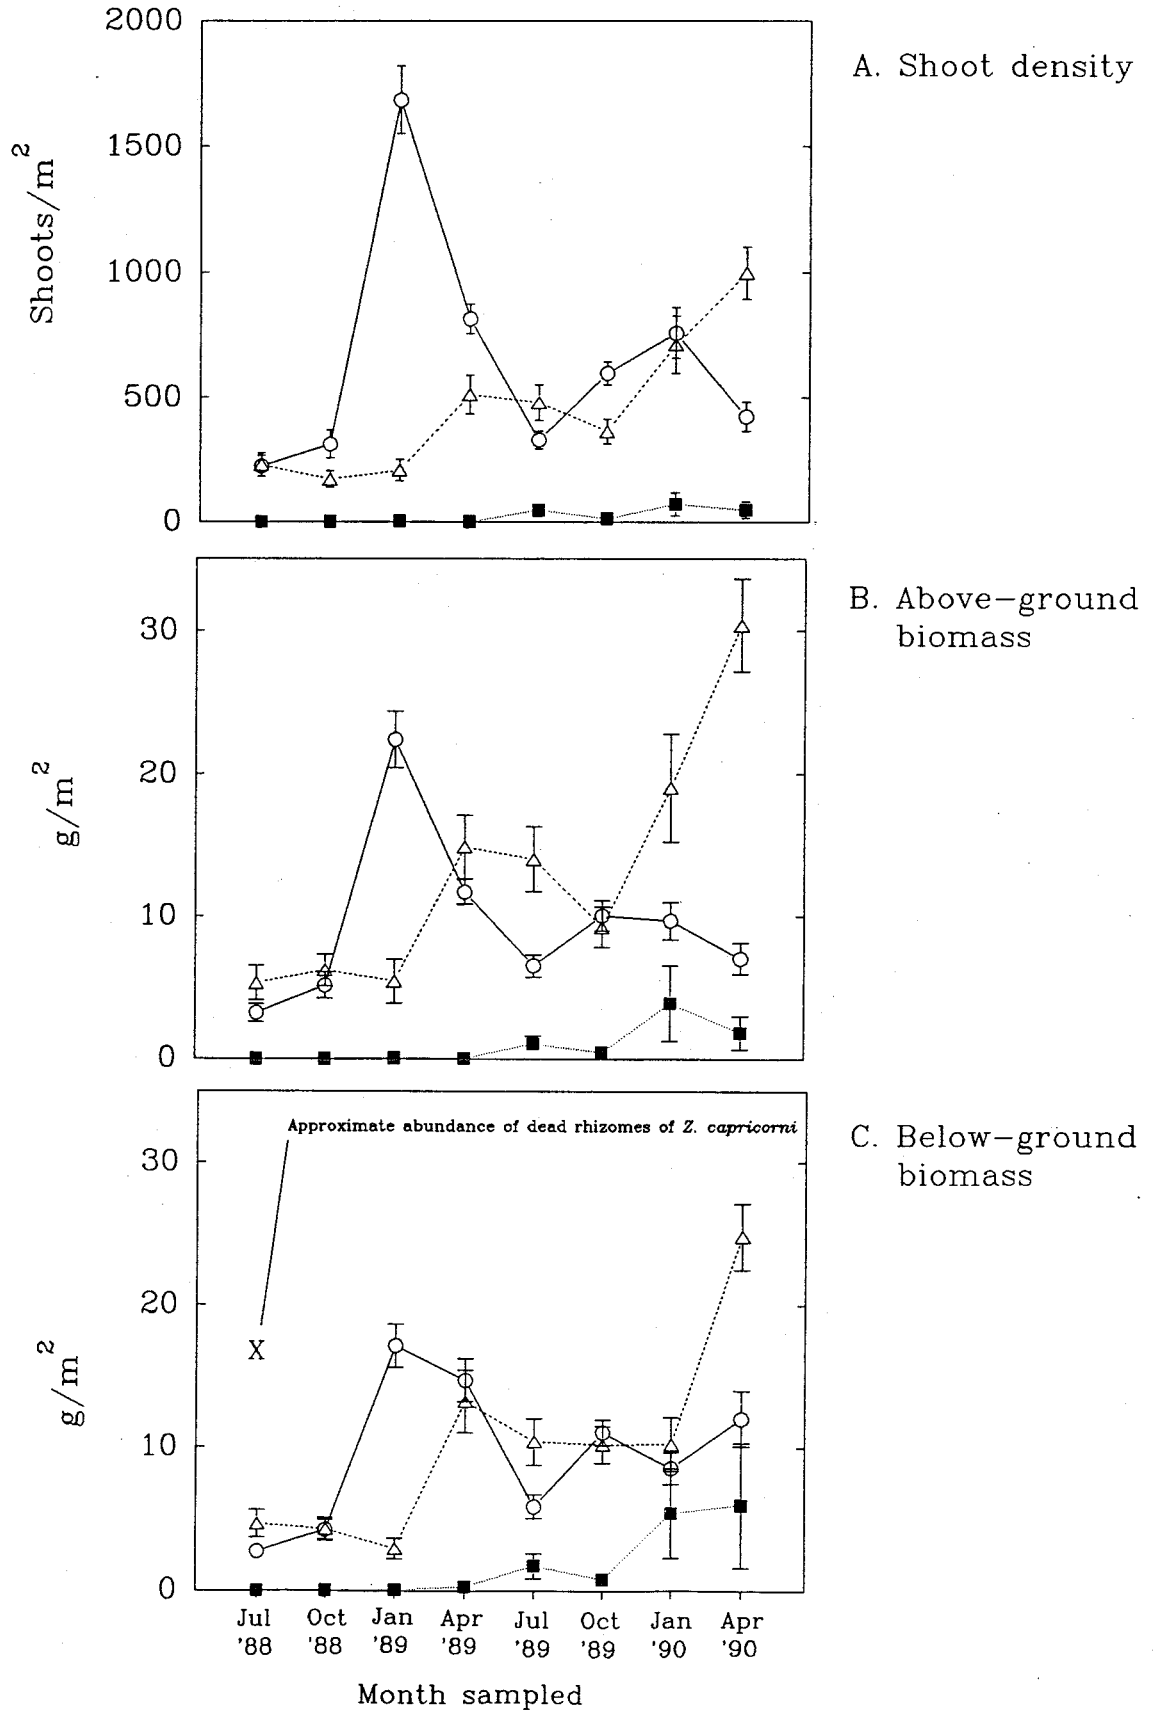 A. Shoot density
2000
1500
1000
500
0
Shoots/m²
B. Above-ground
biomass
30
20
10
0
g/m²
C. Below-ground
biomass
Approximate abundance of dead rhizomes of Z. capricorni
X
30
20
10
0
g/m²
Jul Oct Jan Apr Jul Oct Jan Apr
'88 '88 '89 '89 '89 '89 '90 '90
Month sampled